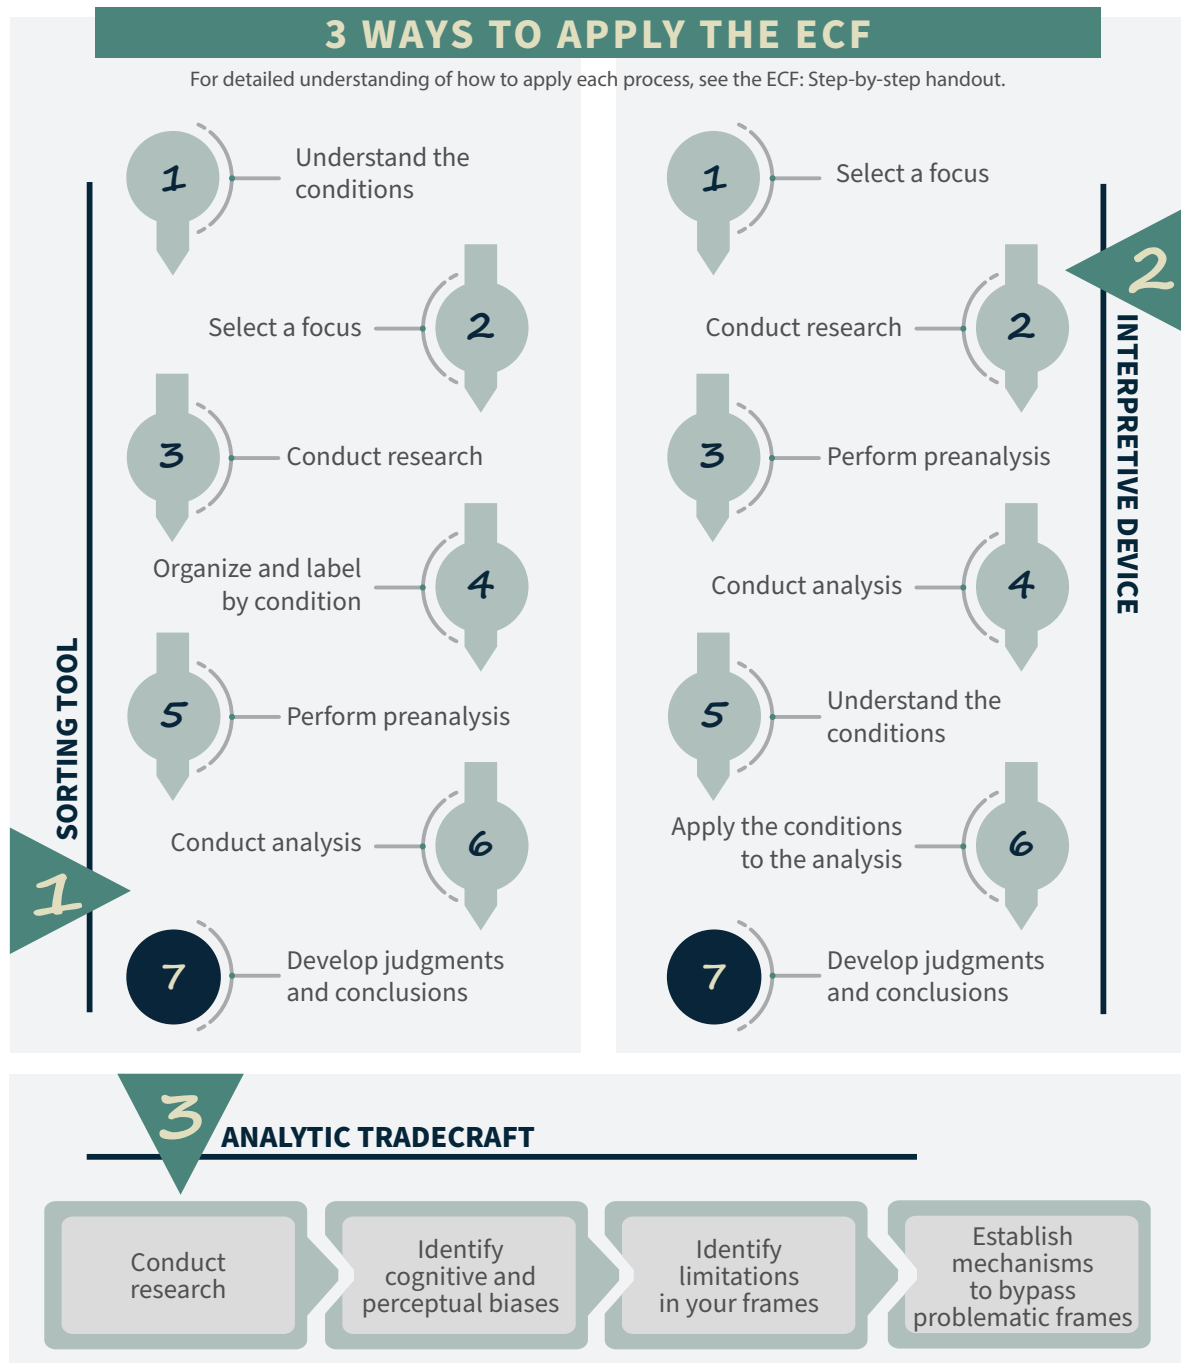 3 WAYS TO APPLY THE ECF
For detailed understanding of how to apply each process, see the ECF: Step-by-step handout.
1
SORTING TOOL
1
Understand the
conditions
2
Select a focus
3
Conduct research
4
Organize and label
by condition
5
Perform preanalysis
6
Conduct analysis
7
Develop judgments
and conclusions
2
INTERPRETIVE DEVICE
1
Select a focus
2
Conduct research
3
Perform preanalysis
4
Conduct analysis
5
Understand the
conditions
6
Apply the conditions
to the analysis
7
Develop judgments
and conclusions
3
ANALYTIC TRADECRAFT
Conduct
research
Identify
cognitive and
perceptual biases
Identify
limitations
in your frames
Establish
mechanisms
to bypass
problematic frames